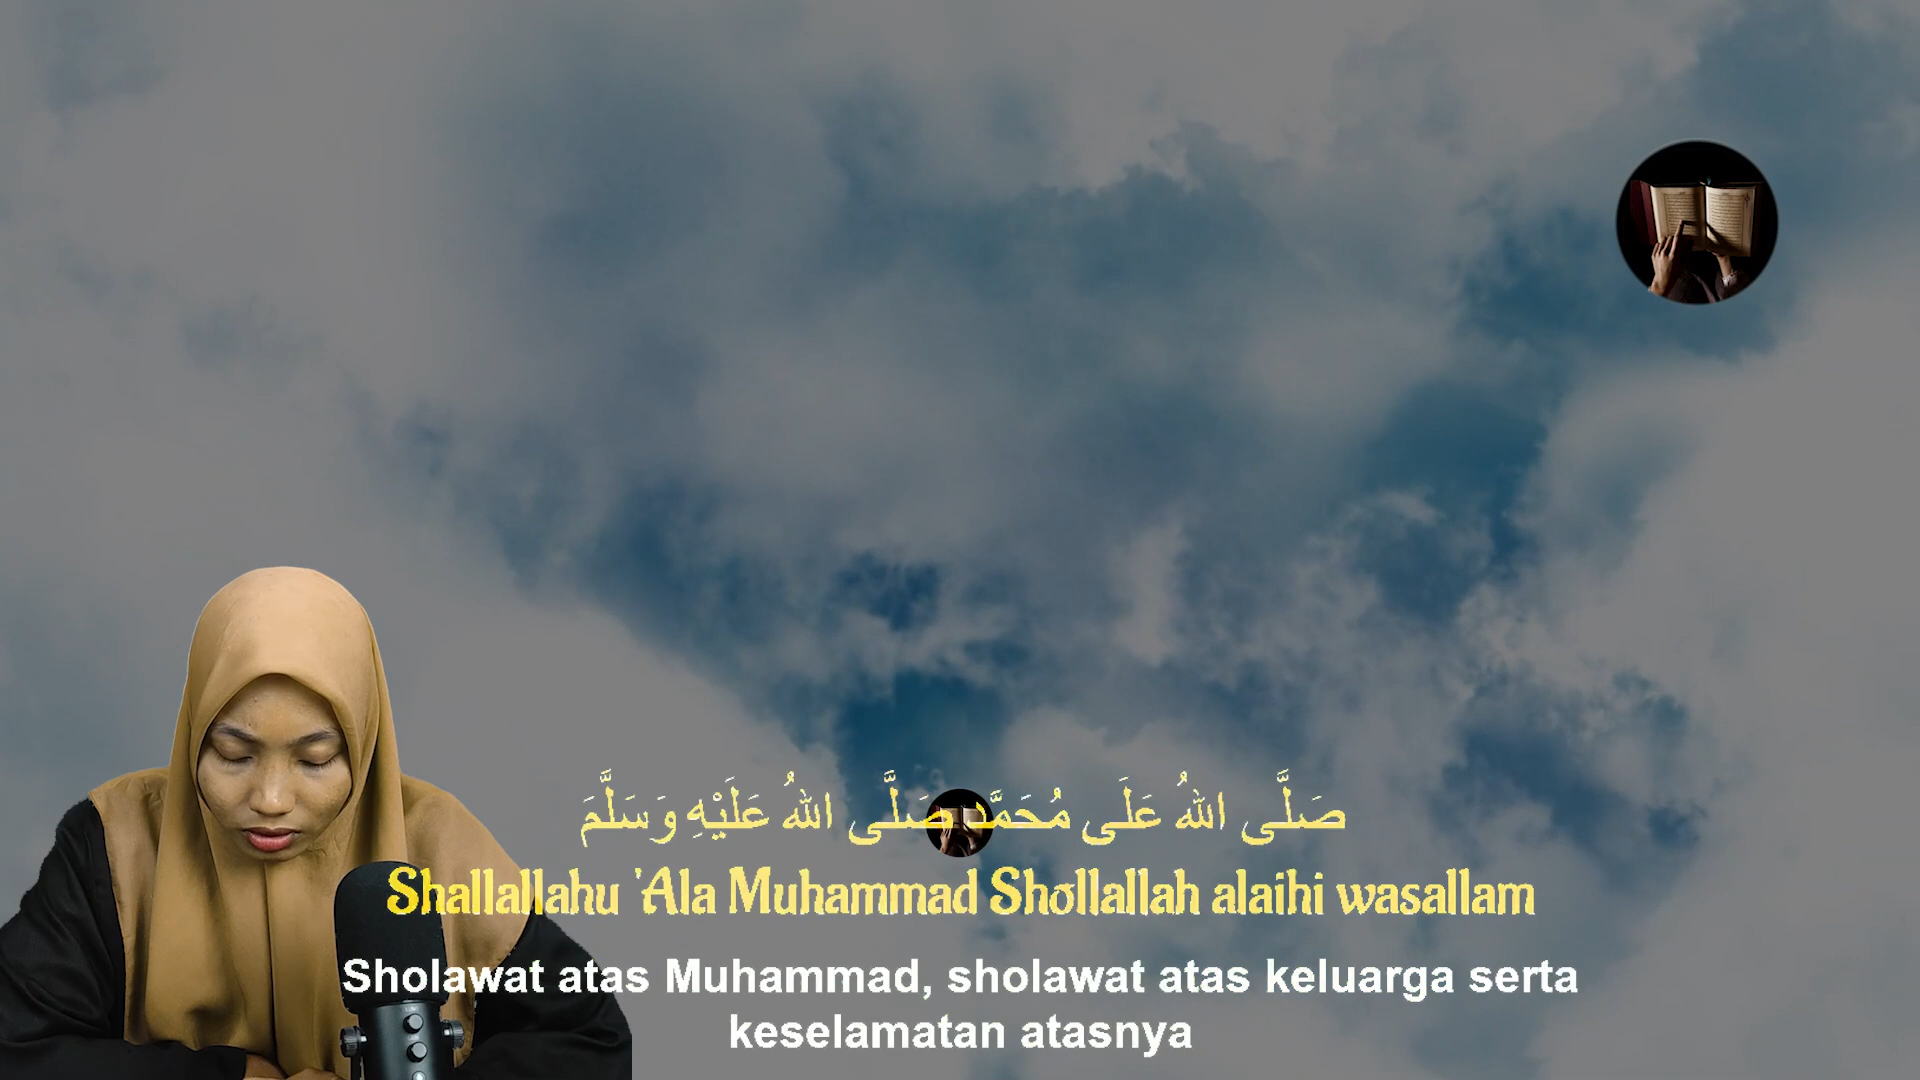 صَلَّى اللهُ عَلَى مُحَمَّد صَلَّى اللهُ عَلَيْهِ وَسَلَّمَ
Shallallahu 'Ala Muhammad Shollallah alaihi wasallam
Sholawat atas Muhammad, sholawat atas keluarga serta
keselamatan atasnya